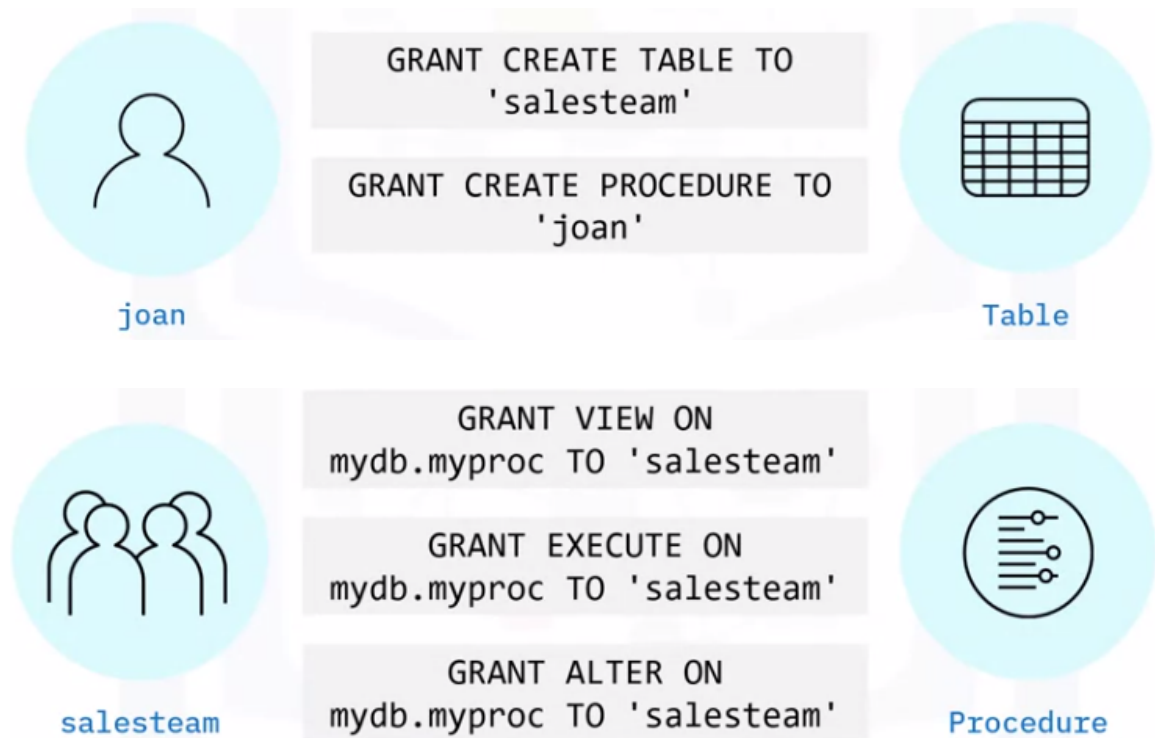 GRANT CREATE TABLE TO
'salesteam'
GRANT CREATE PROCEDURE TO
'joan'
joan
Table
GRANT VIEW ON
mydb.myproc TO 'salesteam'
GRANT EXECUTE ON
mydb.myproc TO 'salesteam'
GRANT ALTER ON
mydb.myproc TO 'salesteam'
salesteam
Procedure